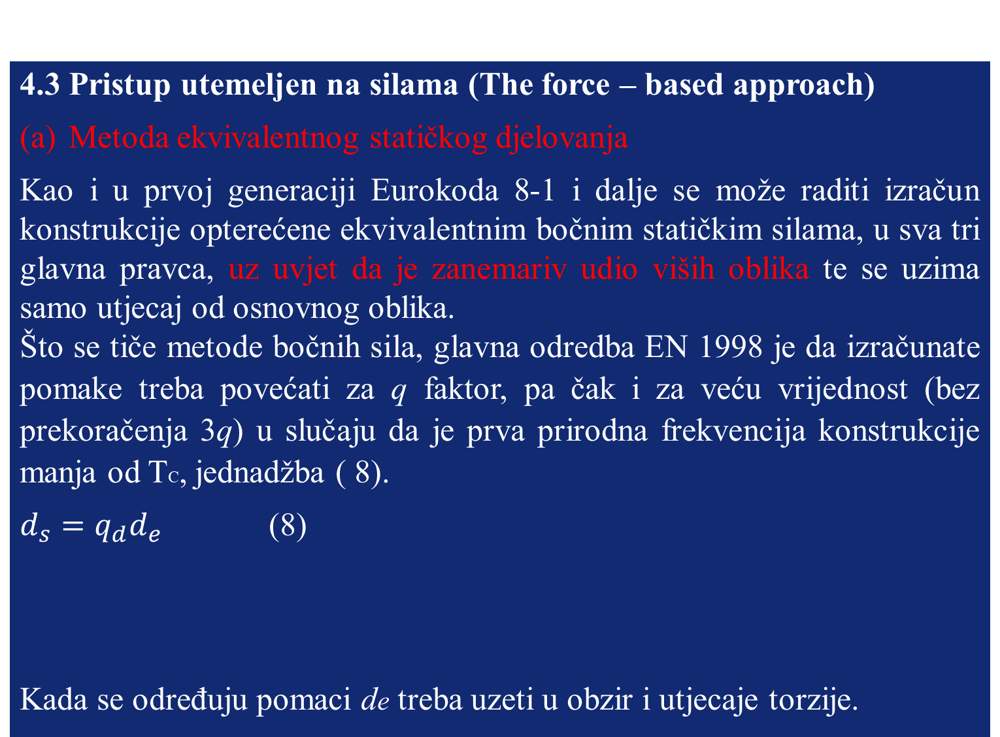 4.3 Pristup utemeljen na silama (The force – based approach)
(a) Metoda ekvivalentnog statičkog djelovanja
Kao i u prvoj generaciji Eurokoda 8-1 i dalje se može raditi izračun
konstrukcije opterećene ekvivalentnim bočnim statičkim silama, u sva tri
glavna pravca, uz uvjet da je zanemariv udio viših oblika te se uzima
samo utjecaj od osnovnog oblika.
Što se tiče metode bočnih sila, glavna odredba EN 1998 je da izračunate
pomake treba povećati za q faktor, pa čak i za veću vrijednost (bez
prekoračenja 3q) u slučaju da je prva prirodna frekvencija konstrukcije
manja od TC, jednadžba ( 8).
d_s = q_d d_e (8)
Kada se određuju pomaci de treba uzeti u obzir i utjecaje torzije.